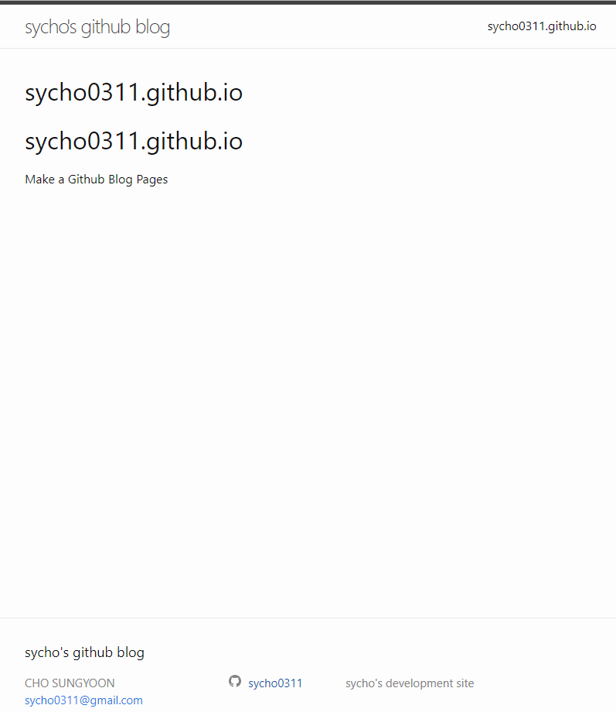 sycho's github blog
sycho0311.github.io
sycho0311.github.io
sycho0311.github.io
Make a Github Blog Pages
sycho's github blog
CHO SUNGYOON
sycho0311@gmail.com
sycho0311
sycho's development site